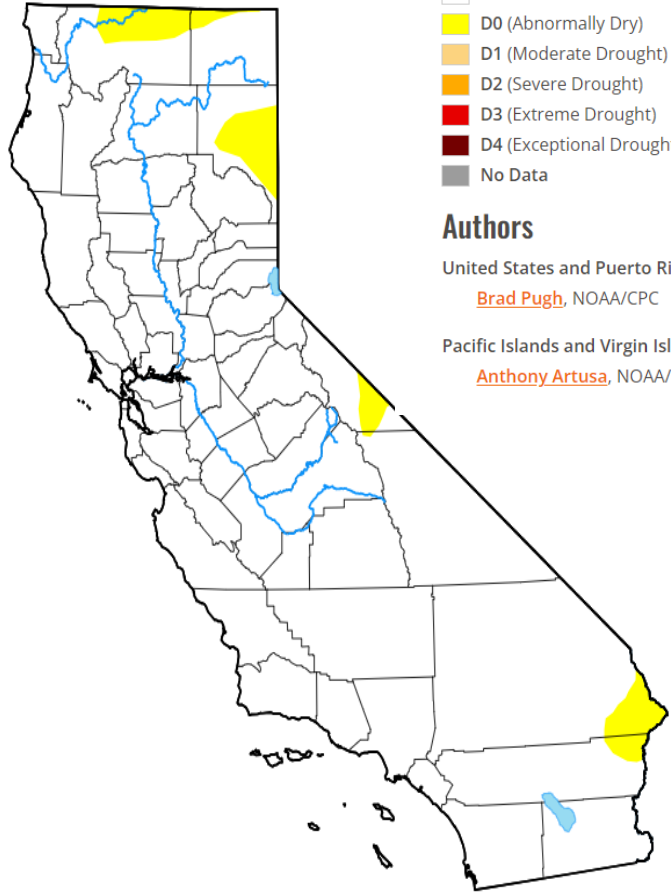 D0 (Abnormally Dry)
D1 (Moderate Drought)
D2 (Severe Drought)
D3 (Extreme Drought)
D4 (Exceptional Drough
No Data
Authors
United States and Puerto Ri
Brad Pugh, NOAA/CPC
Pacific Islands and Virgin Isl
Anthony Artusa, NOAA/